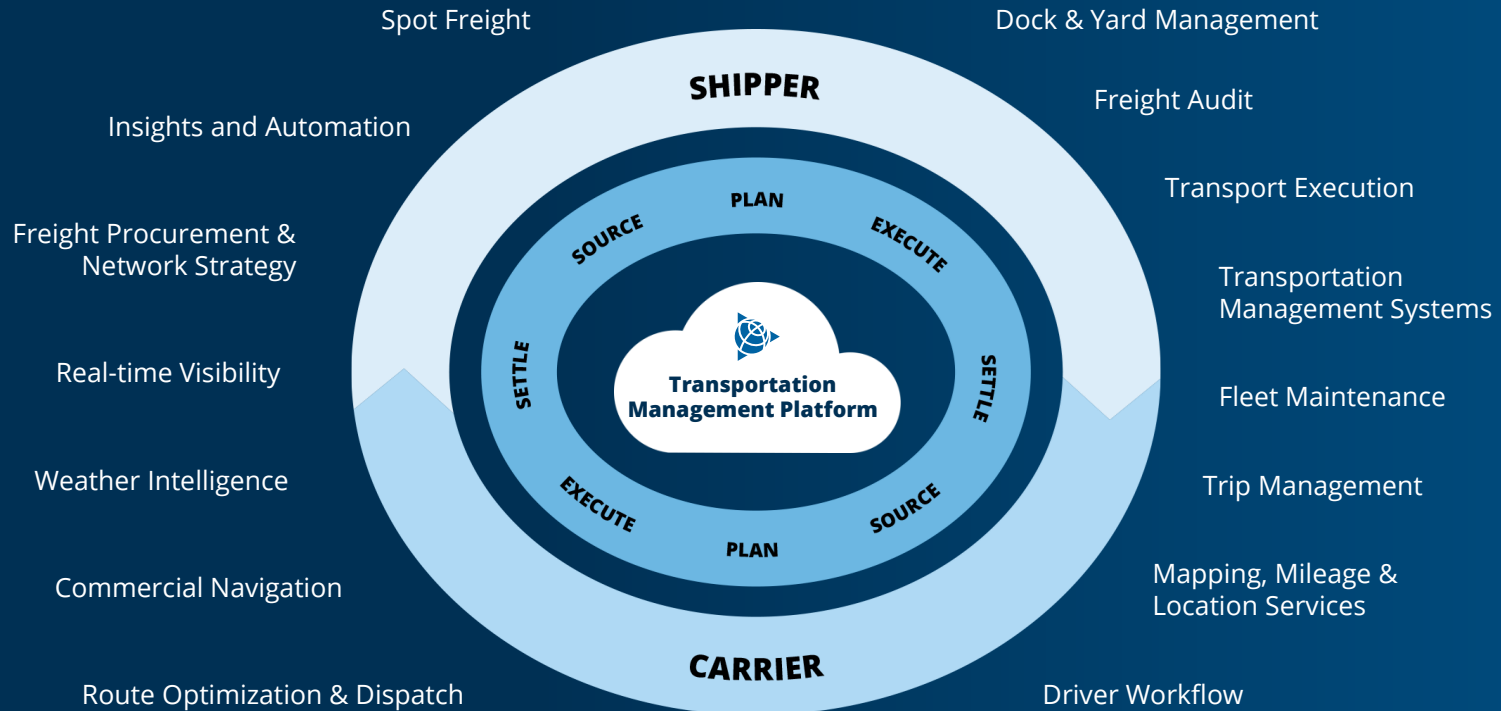 Spot Freight
Dock & Yard Management
SHIPPER
Freight Audit
Insights and Automation
Transport Execution
PLAN
SOURCE
EXECUTE
Freight Procurement &
Network Strategy
Transportation
Management Systems
Real-time Visibility
SETTLE
Transportation
Management Platform
SETTLE
Fleet Maintenance
Weather Intelligence
Trip Management
EXECUTE
SOURCE
PLAN
Commercial Navigation
Mapping, Mileage &
Location Services
CARRIER
Route Optimization & Dispatch
Driver Workflow